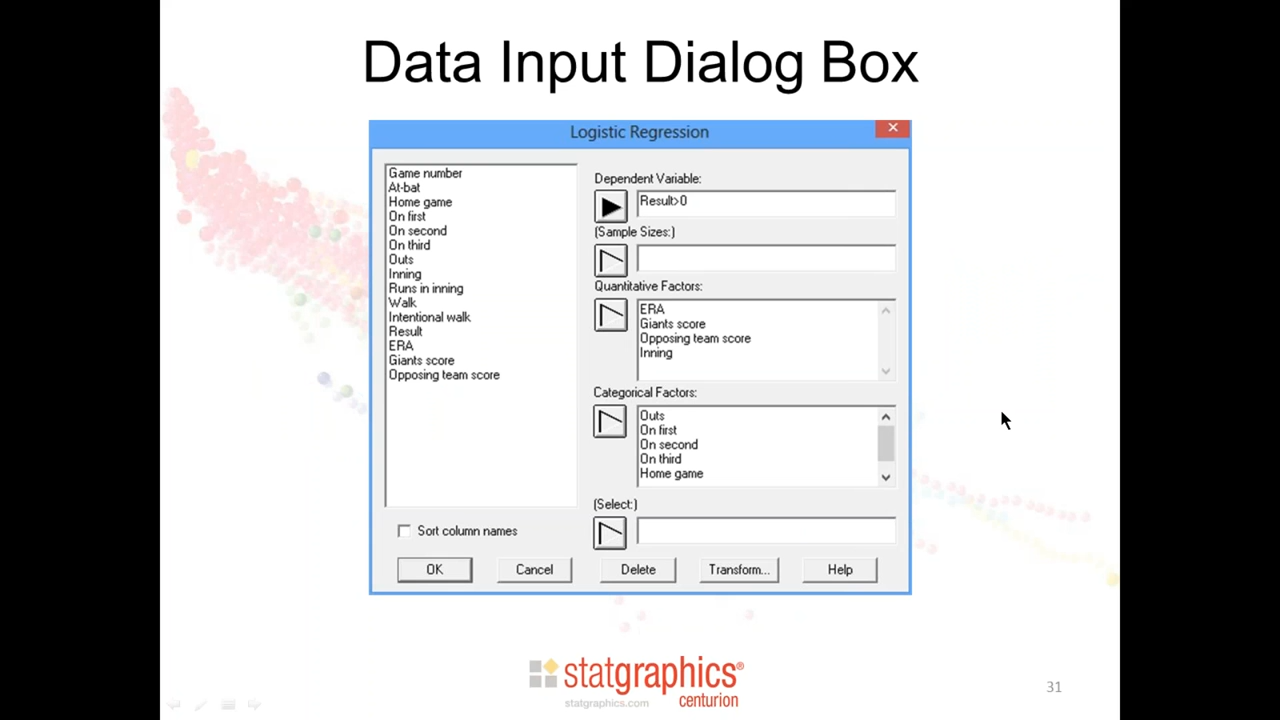 Data Input Dialog Box
Logistic Regression
Game number
At-bat
Home game
On first
On second
On third
Outs
Inning
Runs in inning
Walk
Intentional walk
Result
ERA
Giants score
Opposing team score
Sort column names
Dependent Variable:
Result>0
(Sample Sizes:)
Quantitative Factors:
ERA
Giants score
Opposing team score
Inning
Categorical Factors:
Outs
On first
On second
On third
Home game
(Select:)
OK
Cancel
Delete
Transform...
Help
statgraphics®
centurion
statgraphics.com
31